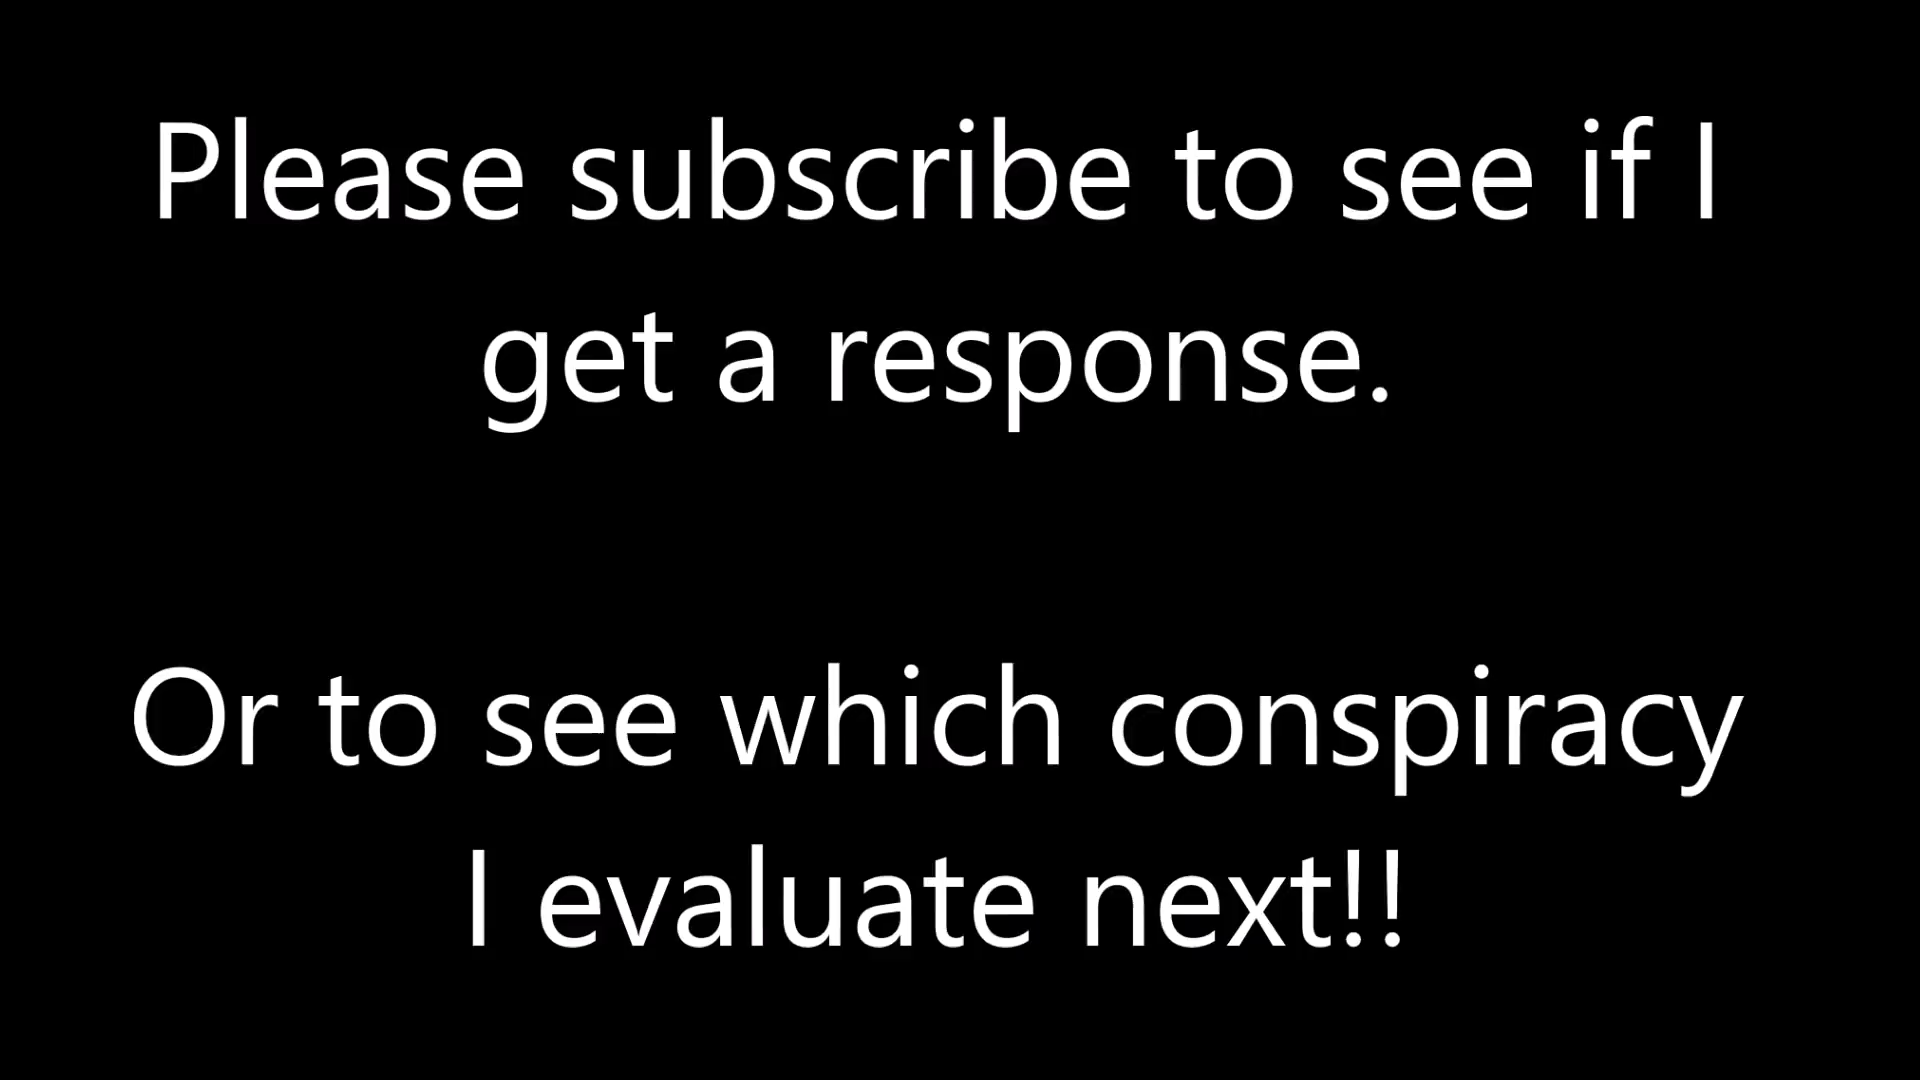 Please subscribe to see if I
get a response.
Or to see which conspiracy
I evaluate next!!